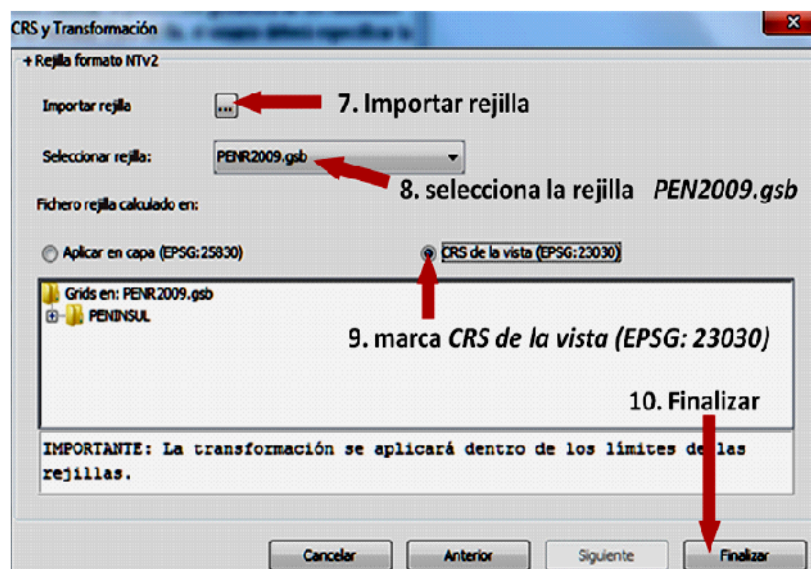 CRS y Transformación
+ Rejilla formato NTv2
Importar rejilla
...
7. Importar rejilla
Seleccionar rejilla:
PENR2009.gsb
8. selecciona la rejilla PEN2009.gsb
Fichero rejilla calculado en:
Aplicar en capa (EPSG:25830)
CRS de la vista (EPSG:23030)
Grids en: PENR2009.gsb
PENINSUL
9. marca CRS de la vista (EPSG: 23030)
10. Finalizar
IMPORTANTE: La transformación se aplicará dentro de los límites de las
rejillas.
Cancelar
Anterior
Siguiente
Finalizar